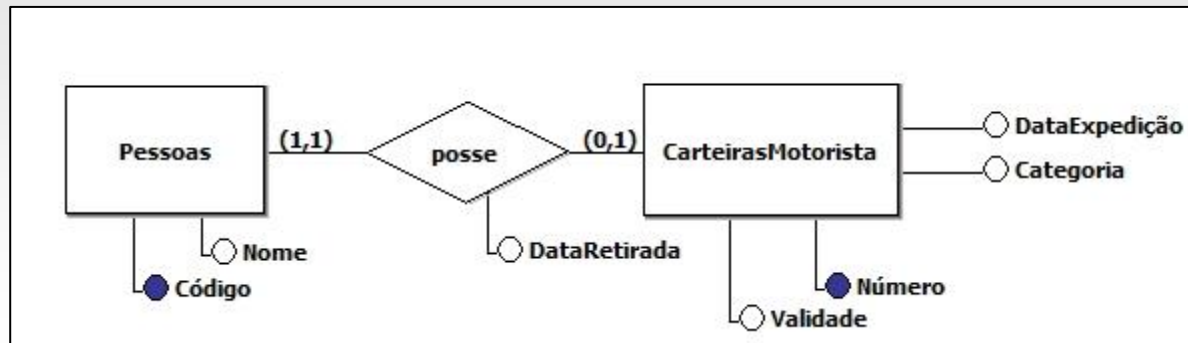 Pessoas
(1,1)
posse
(0,1)
CarteirasMotorista
DataExpedição
Categoria
Nome
Código
DataRetirada
Número
Validade